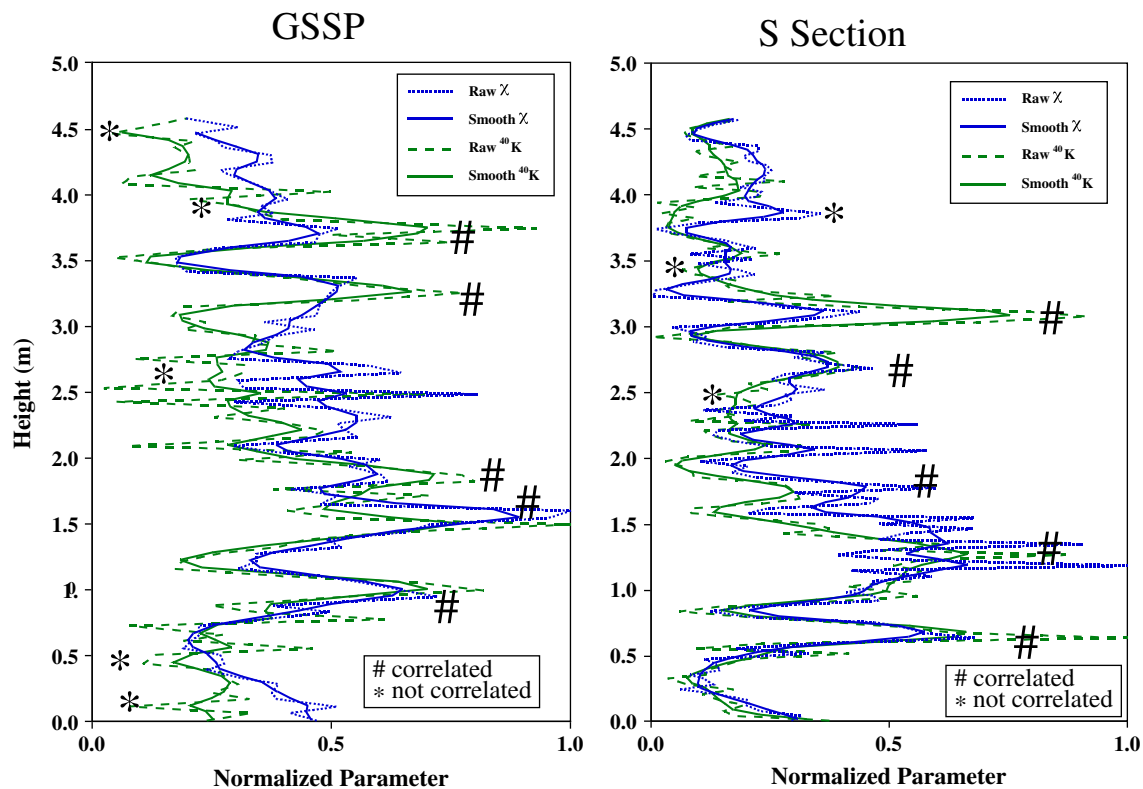 GSSP
S Section
5.0
4.5
4.0
3.5
3.0
2.5
2.0
1.5
1.0
0.5
0.0
Height (m)
Raw χ
Smooth χ
Raw ⁴⁰K
Smooth ⁴⁰K
*
*
#
#
*
#
#
#
*
*
# correlated
* not correlated
0.0
0.5
1.0
Normalized Parameter
5.0
4.5
4.0
3.5
3.0
2.5
2.0
1.5
1.0
0.5
0.0
Raw χ
Smooth χ
Raw ⁴⁰K
Smooth ⁴⁰K
*
*
#
#
*
#
#
#
# correlated
* not correlated
0.0
0.5
1.0
Normalized Parameter